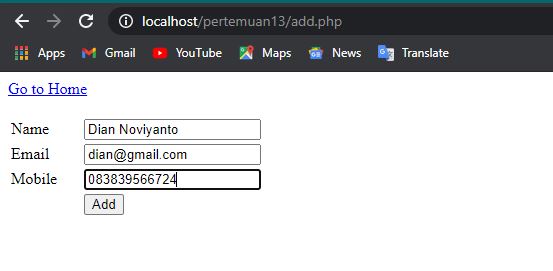 localhost/pertemuan13/add.php
Apps Gmail YouTube Maps News Translate
Go to Home
Name Dian Noviyanto
Email dian@gmail.com
Mobile 083839566724
Add